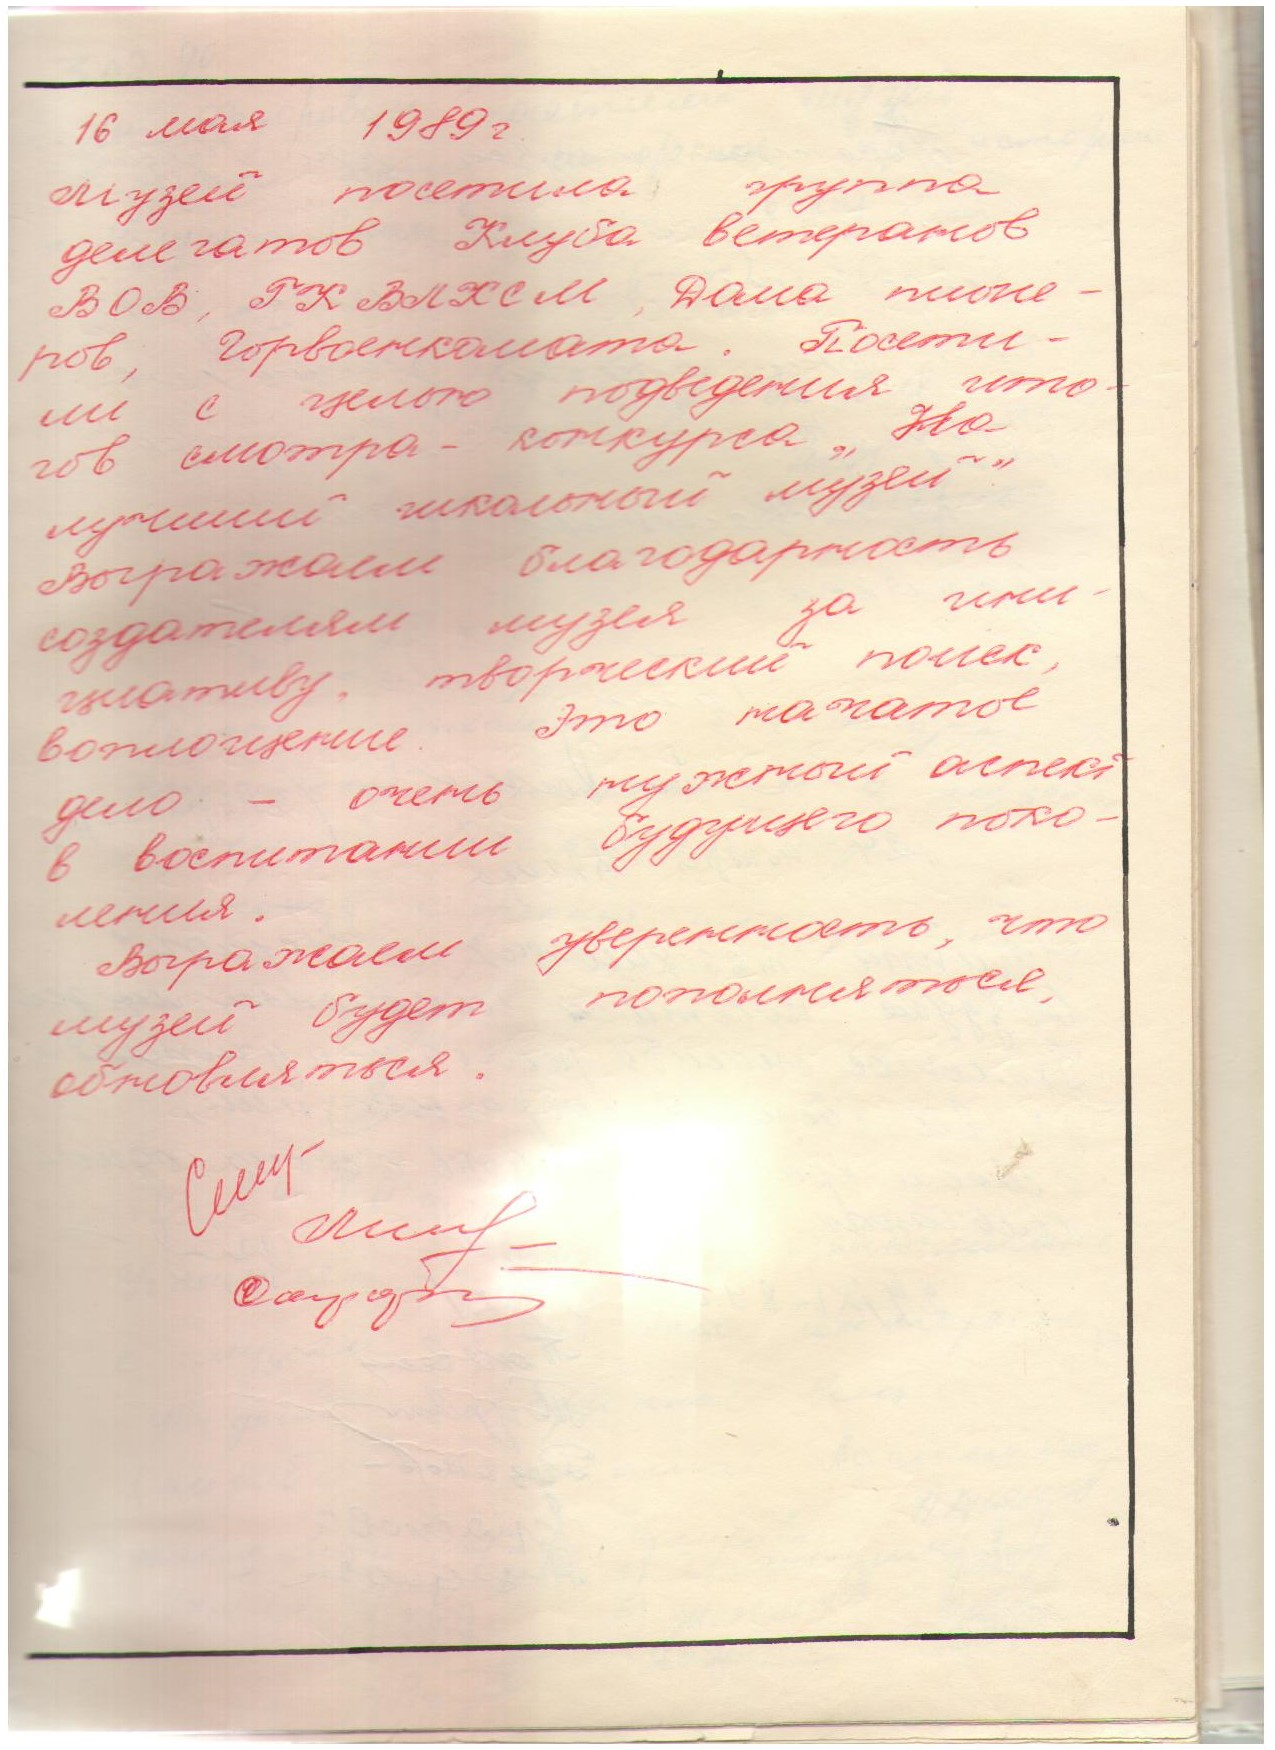 16 мая 1989 г.
Музей посетила группа
делегатов Клуба ветеранов
ВОВ, ГК ВЛКСМ, Дома пионе-
ров, Горвоенкомата. Посети-
ли с целью подведения ито-
гов смотра - конкурса „На
лучший школьный музей"
Выражаем благодарность
создателям музея за ини-
циативу, творческий поиск,
воплощение. Это начатое
дело - очень нужный аспект
в воспитании будущего поко-
ления.
Выражаем уверенность, что
музей будет пополняться,
обновляться.